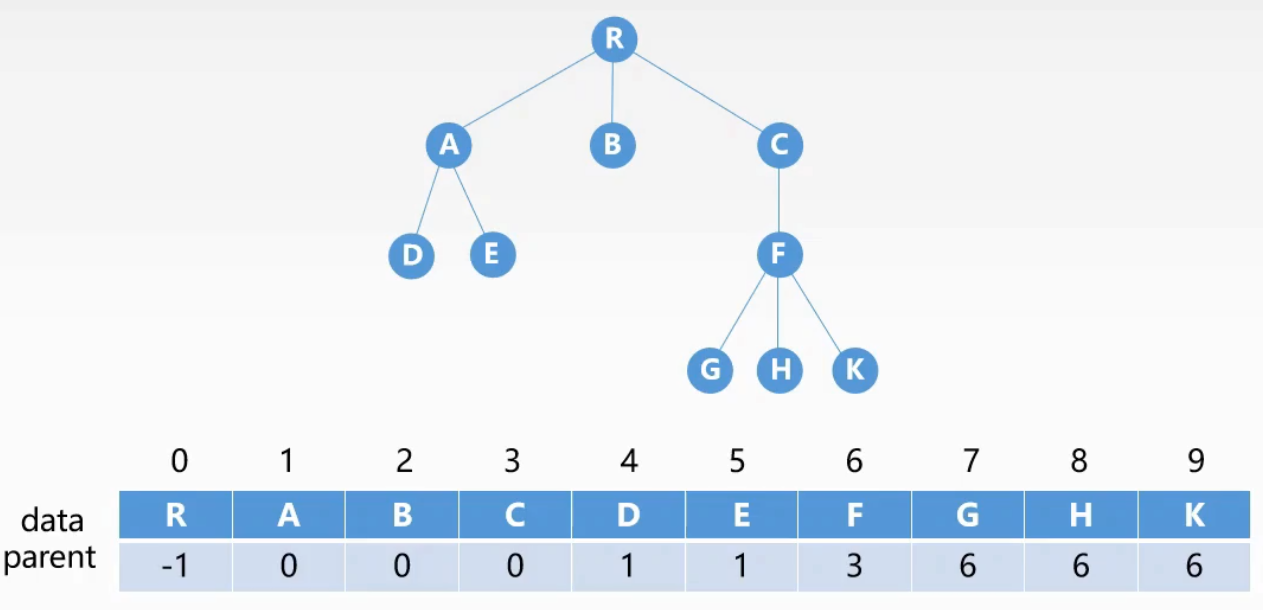 R
A B C
D E F
G H K
0 1 2 3 4 5 6 7 8 9
data R A B C D E F G H K
parent -1 0 0 0 1 1 3 6 6 6